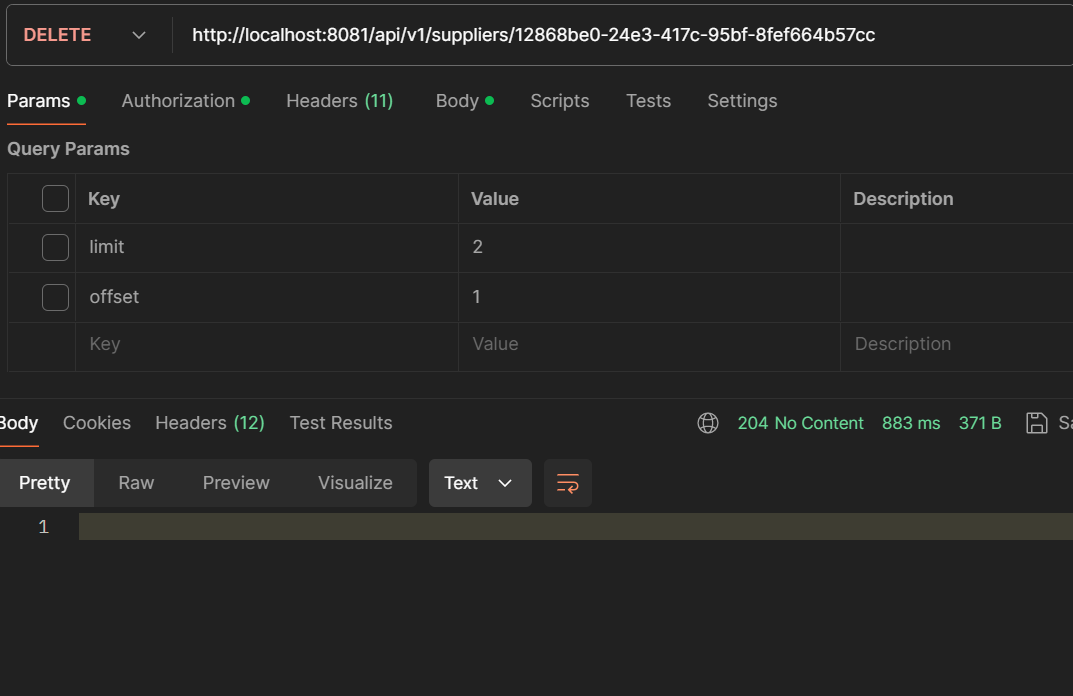 DELETE http://localhost:8081/api/v1/suppliers/12868be0-24e3-417c-95bf-8fef664b57cc
Params Authorization Headers (11) Body Scripts Tests Settings
Query Params
Key Value Description
limit 2
offset 1
Key Value Description
Body Cookies Headers (12) Test Results 204 No Content 883 ms 371 B
Pretty Raw Preview Visualize Text
1